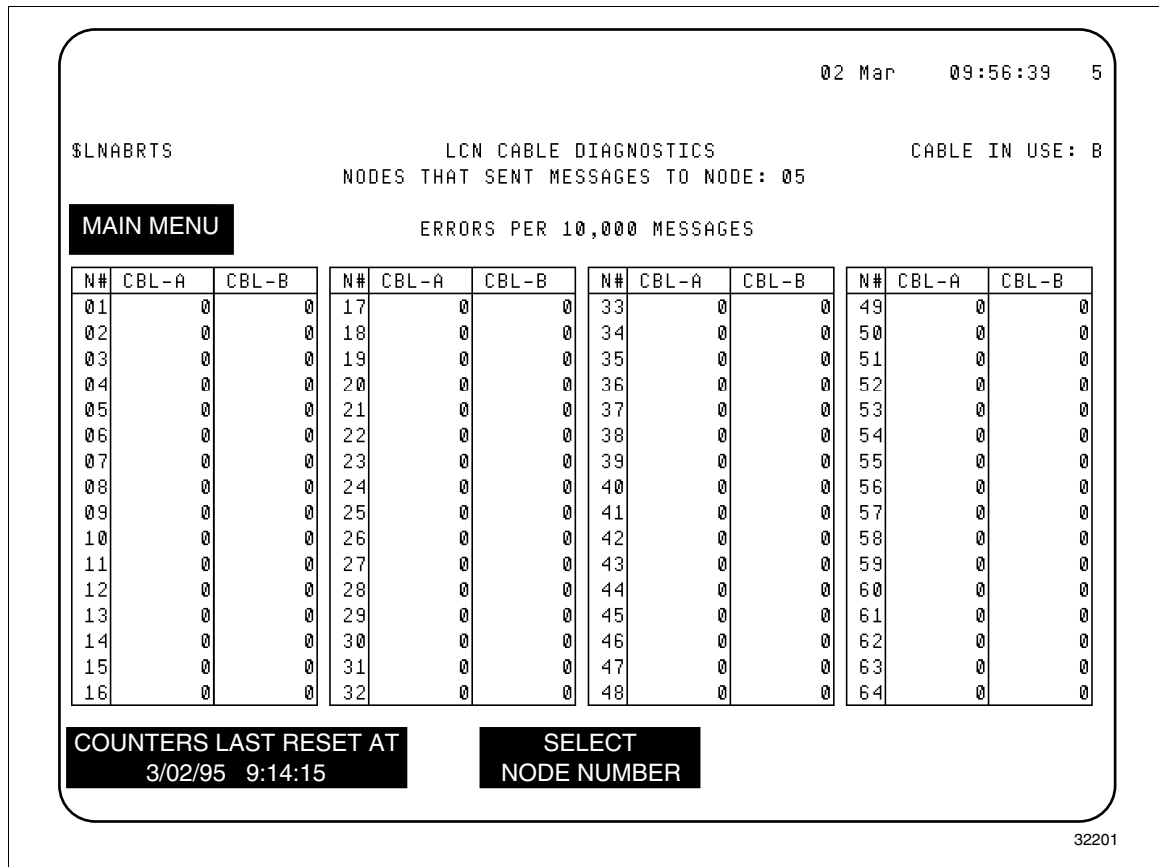 02 Mar 09:56:39 5
$LNABRTS LCN CABLE DIAGNOSTICS CABLE IN USE: B
NODES THAT SENT MESSAGES TO NODE: 05
MAIN MENU ERRORS PER 10,000 MESSAGES
N# CBL-A CBL-B N# CBL-A CBL-B N# CBL-A CBL-B N# CBL-A CBL-B
01 0 0 17 0 0 33 0 0 49 0 0
02 0 0 18 0 0 34 0 0 50 0 0
03 0 0 19 0 0 35 0 0 51 0 0
04 0 0 20 0 0 36 0 0 52 0 0
05 0 0 21 0 0 37 0 0 53 0 0
06 0 0 22 0 0 38 0 0 54 0 0
07 0 0 23 0 0 39 0 0 55 0 0
08 0 0 24 0 0 40 0 0 56 0 0
09 0 0 25 0 0 41 0 0 57 0 0
10 0 0 26 0 0 42 0 0 58 0 0
11 0 0 27 0 0 43 0 0 59 0 0
12 0 0 28 0 0 44 0 0 60 0 0
13 0 0 29 0 0 45 0 0 61 0 0
14 0 0 30 0 0 46 0 0 62 0 0
15 0 0 31 0 0 47 0 0 63 0 0
16 0 0 32 0 0 48 0 0 64 0 0
COUNTERS LAST RESET AT SELECT
3/02/95 9:14:15 NODE NUMBER
32201